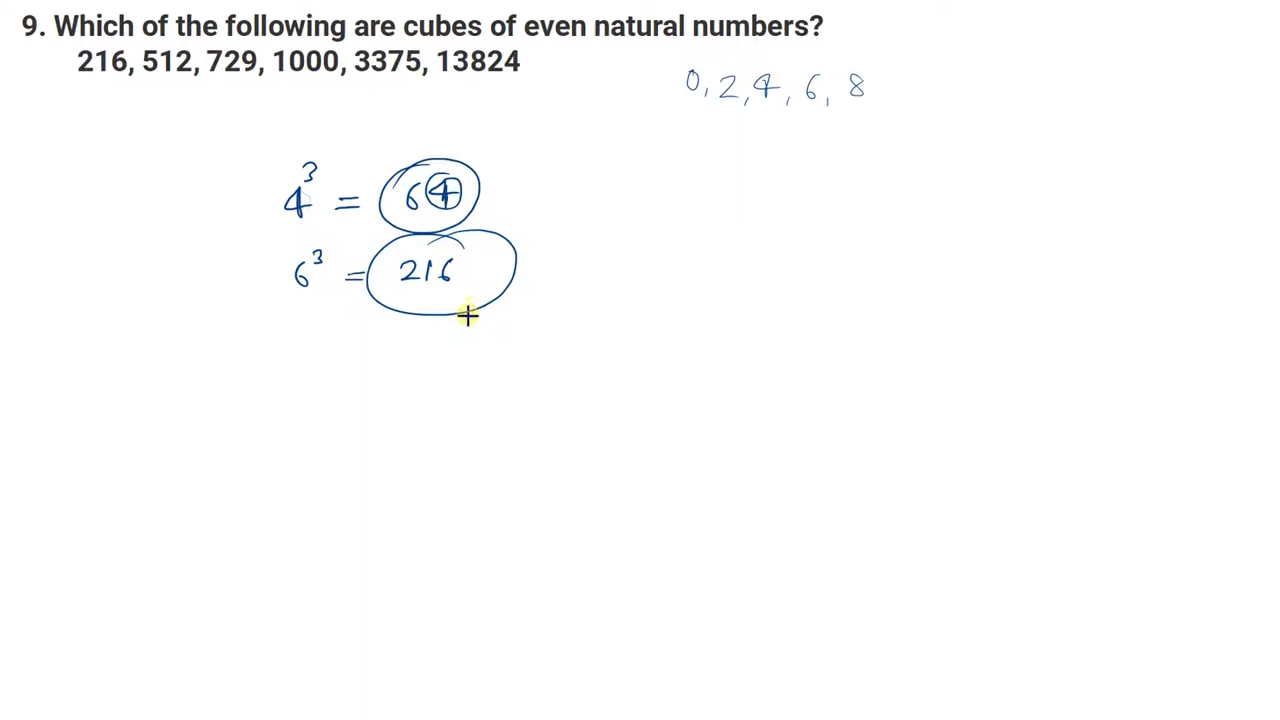 9. Which of the following are cubes of even natural numbers?
216, 512, 729, 1000, 3375, 13824
0, 2, 4, 6, 8
4³ = 64
6³ = 216